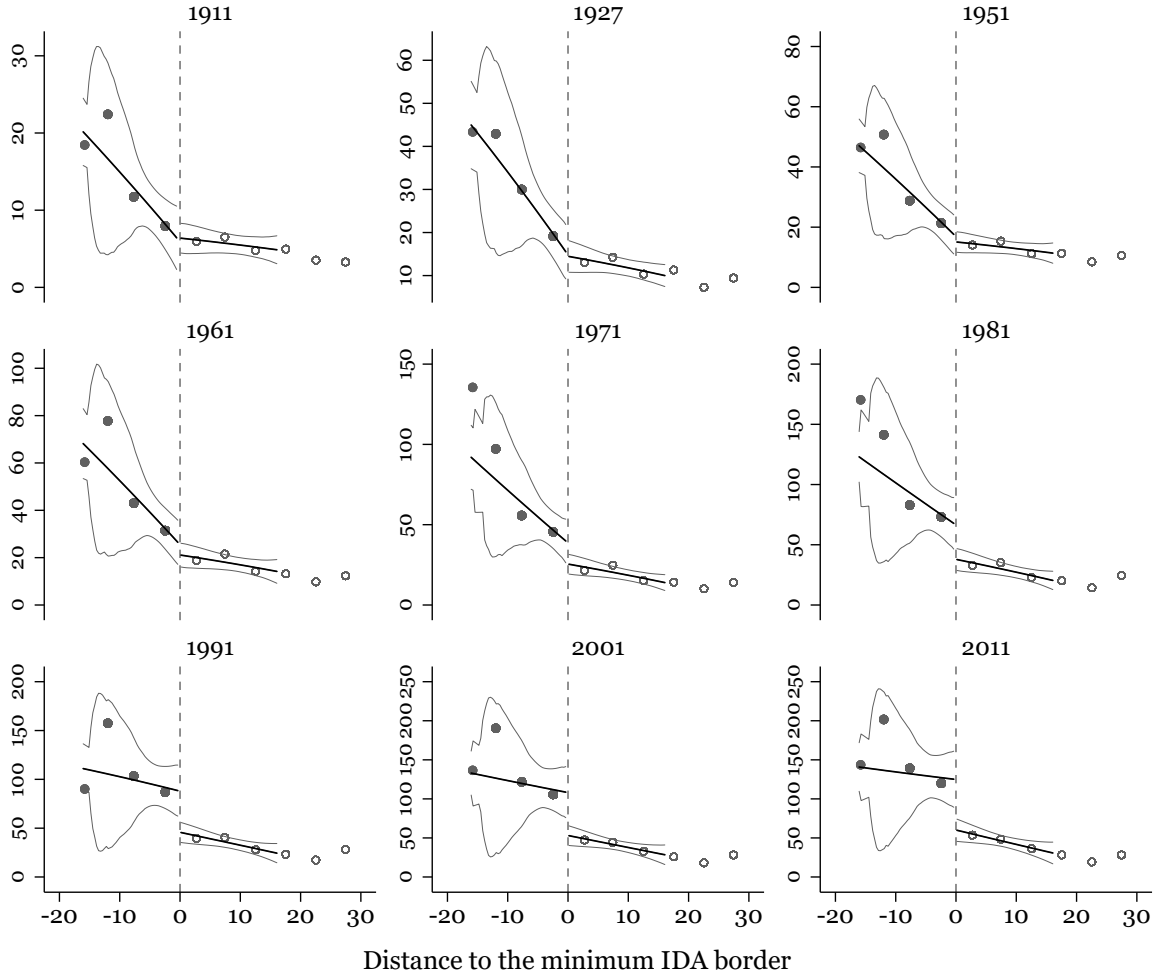 1911 1927 1951
0 10 20 30
10 20 30 40 50 60
0 20 40 60 80
1961 1971 1981
0 20 40 60 80 100
0 50 100 150
0 50 100 150 200
1991 2001 2011
0 50 100 150 200
0 50 100 150 200 250
0 50 100 150 200 250
-20 -10 0 10 20 30 -20 -10 0 10 20 30 -20 -10 0 10 20 30
Distance to the minimum IDA border